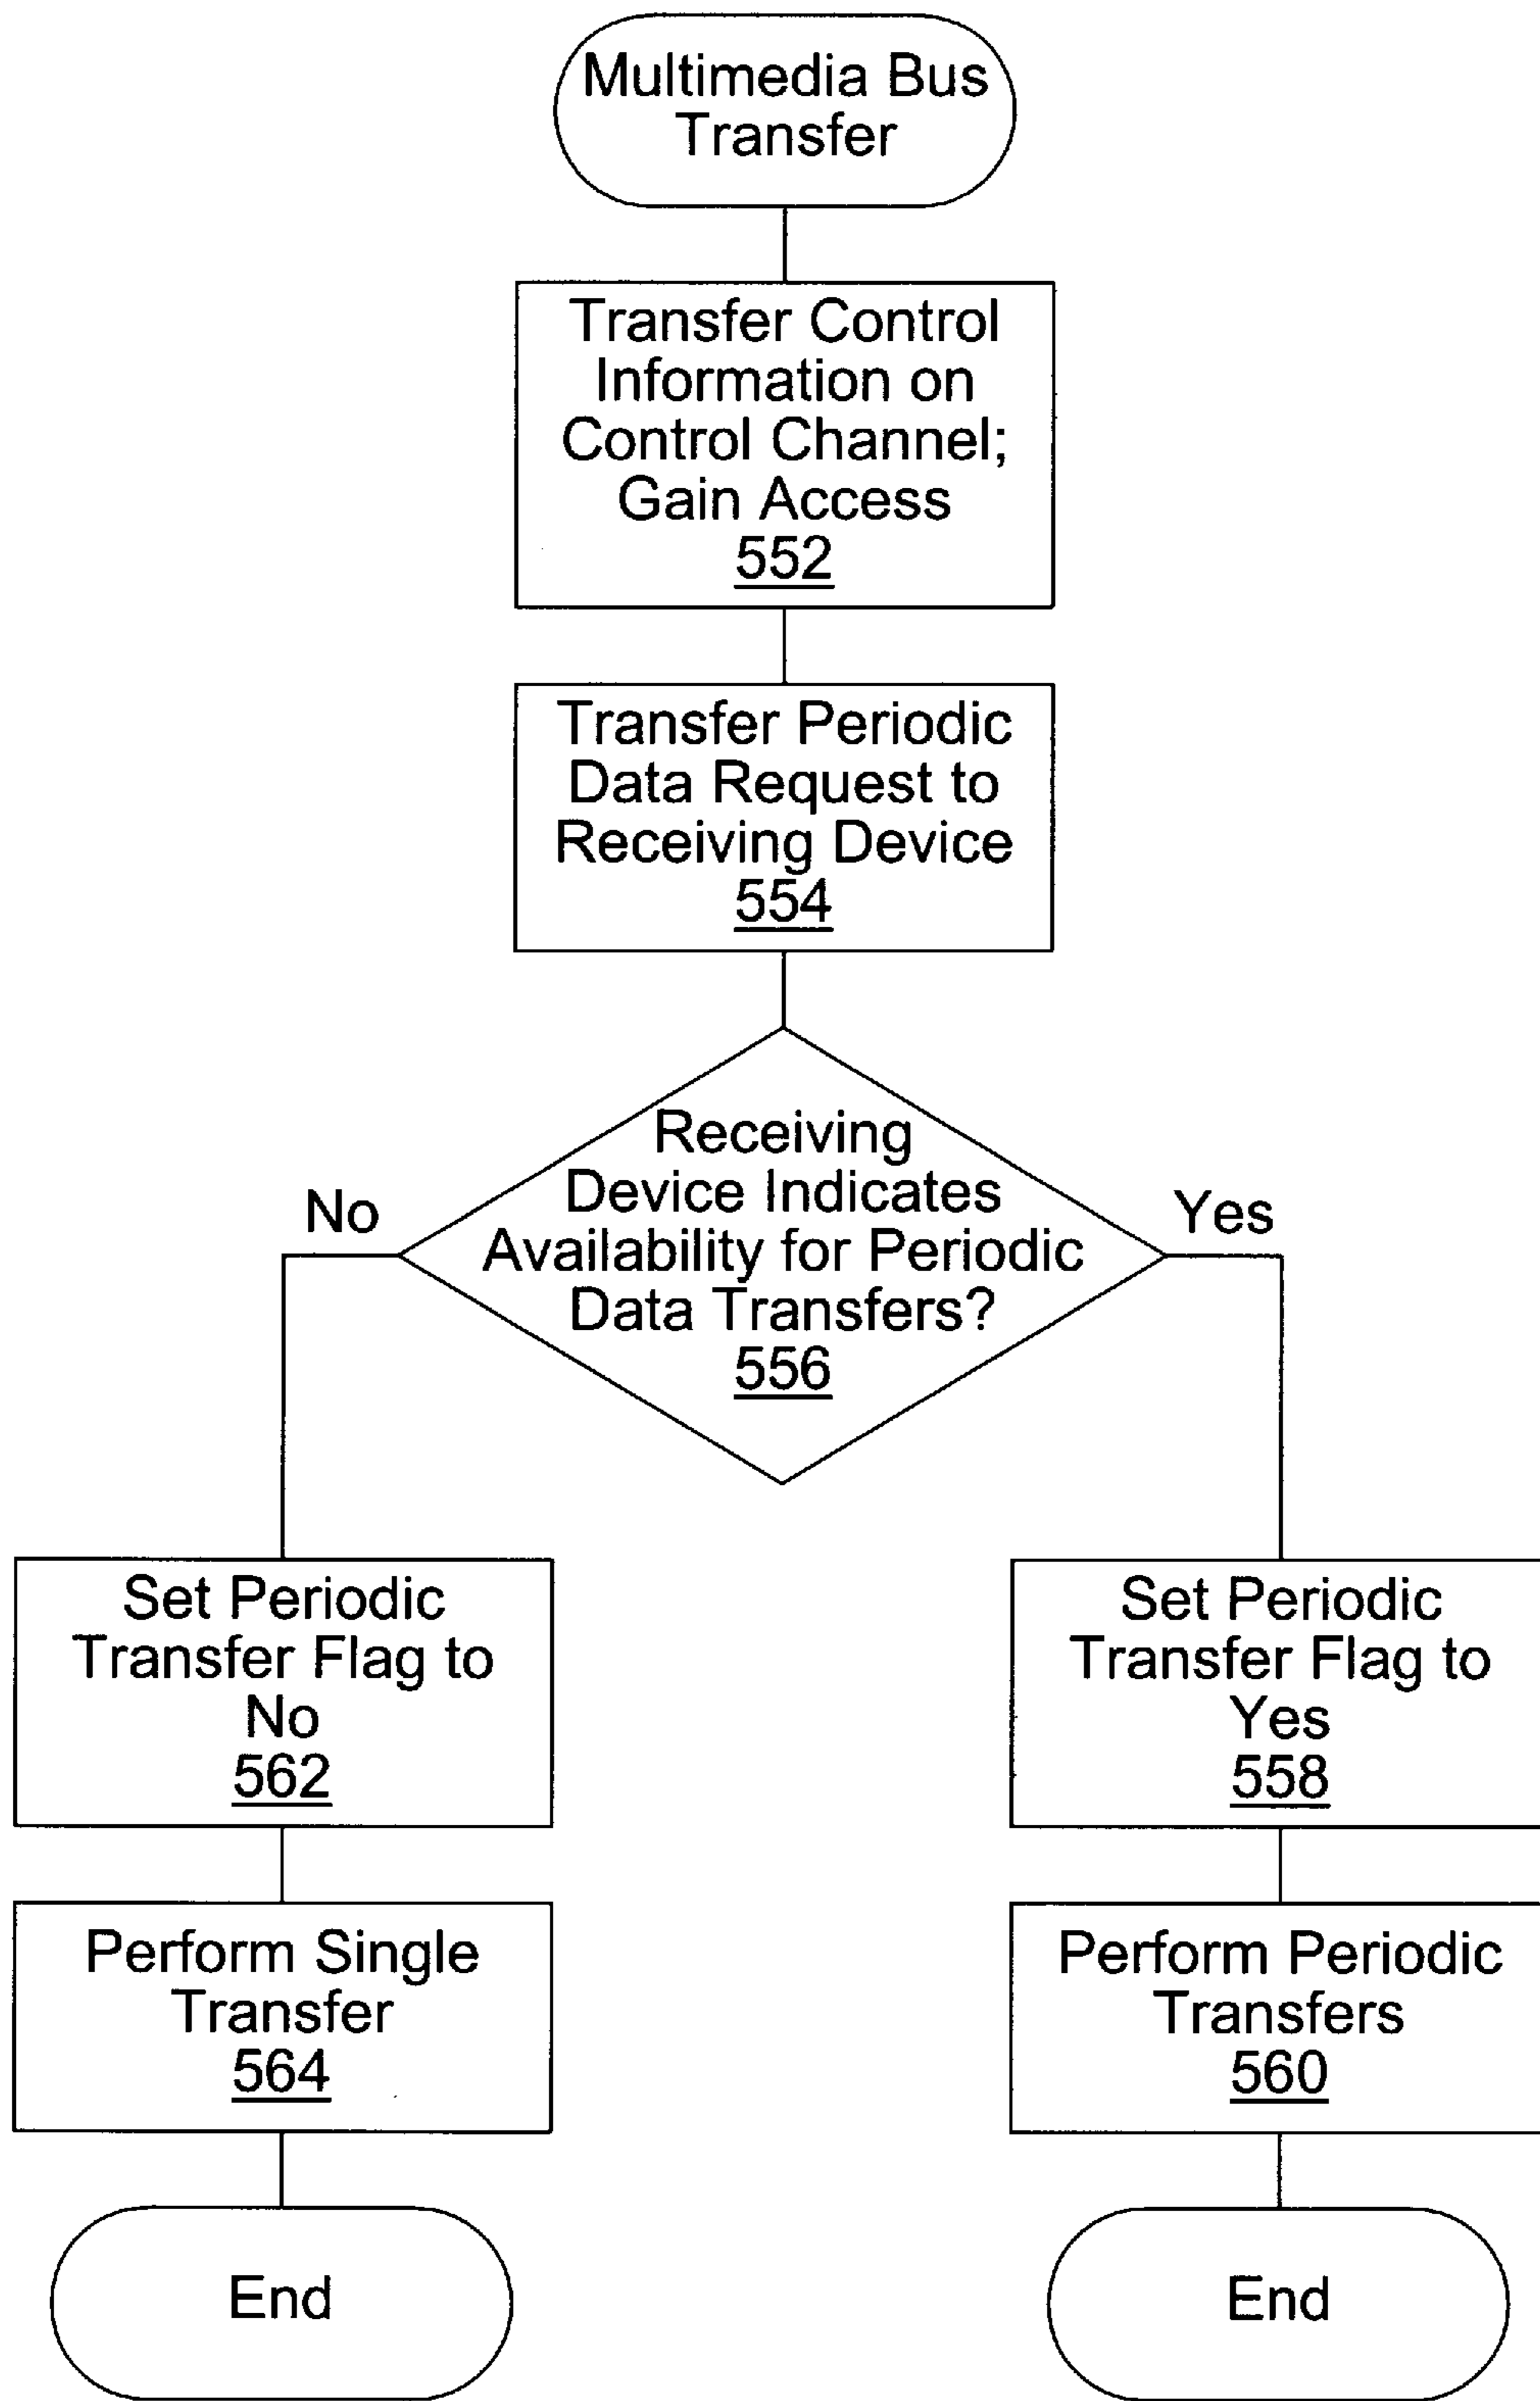 Multimedia Bus
Transfer
Transfer Control
Information on
Control Channel;
Gain Access
552
Transfer Periodic
Data Request to
Receiving Device
554
Receiving
Device Indicates
Availability for Periodic
Data Transfers?
556
No
Yes
Set Periodic
Transfer Flag to
No
562
Set Periodic
Transfer Flag to
Yes
558
Perform Single
Transfer
564
Perform Periodic
Transfers
560
End
End